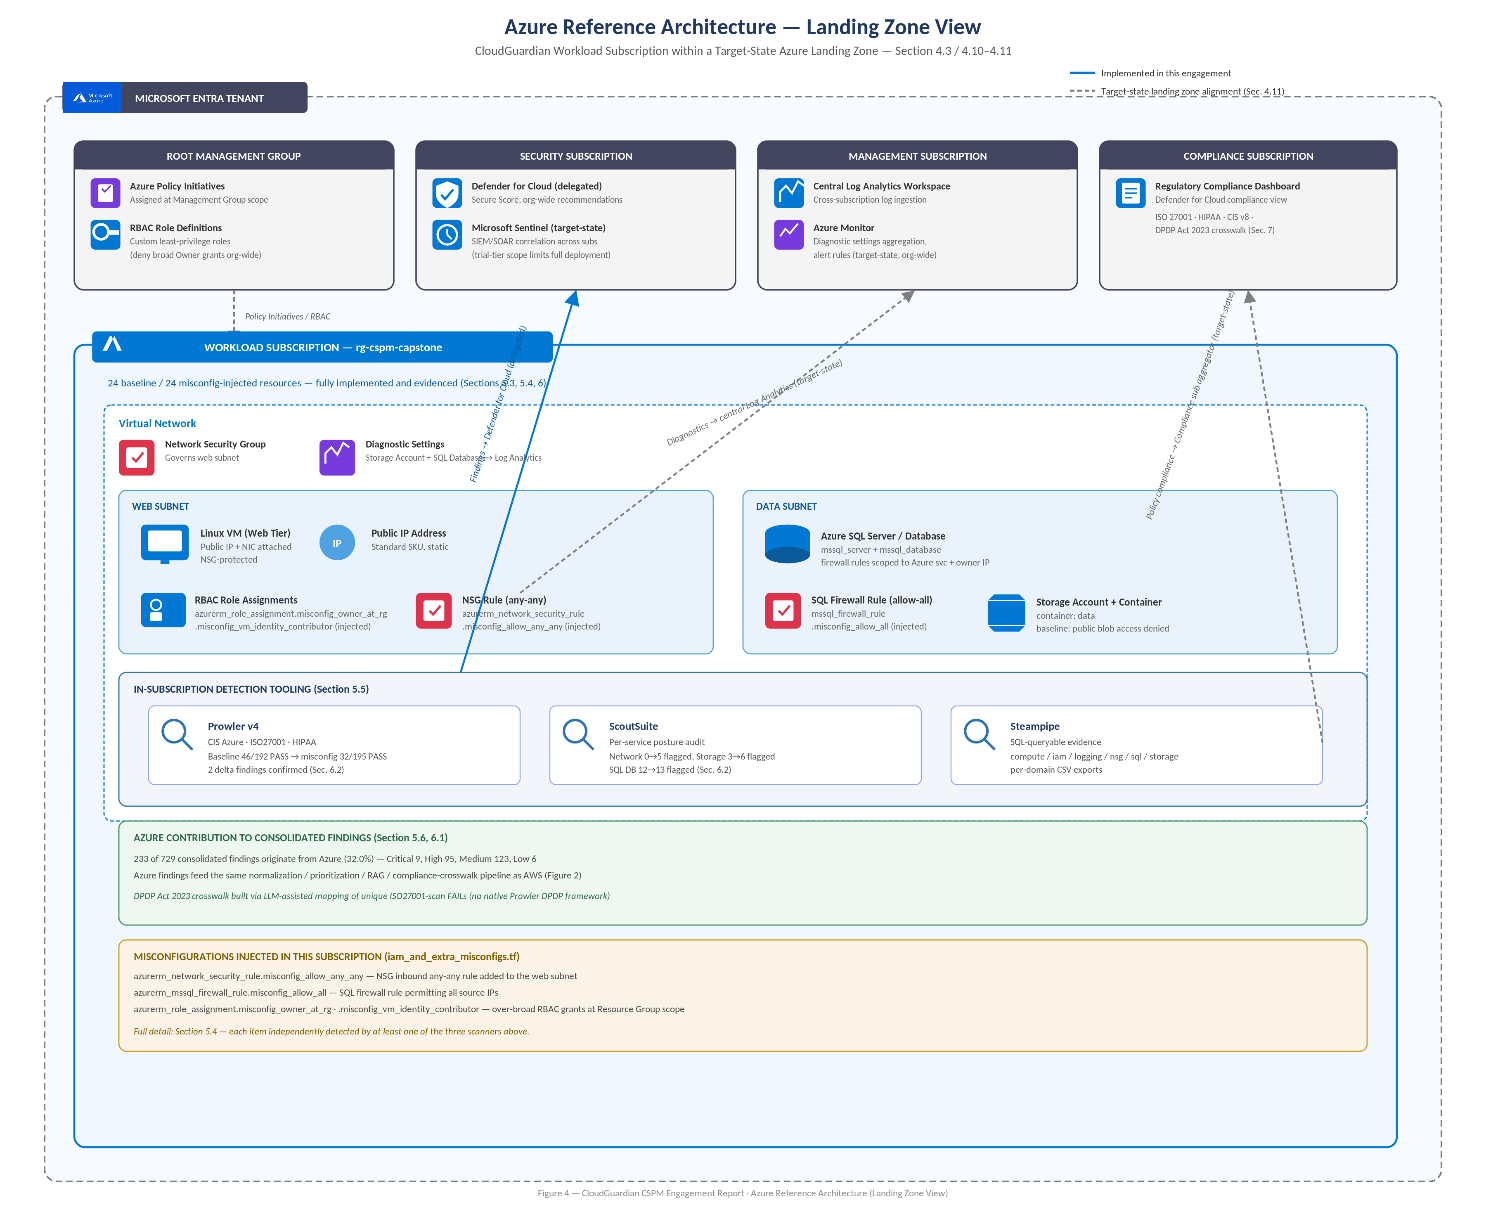 Azure Reference Architecture — Landing Zone View
CloudGuardian Workload Subscription within a Target-State Azure Landing Zone — Section 4.3 / 4.10–4.11
Implemented in this engagement
Target-state landing zone alignment (Sec. 4.11)
Microsoft
Azure
MICROSOFT ENTRA TENANT
ROOT MANAGEMENT GROUP
Azure Policy Initiatives
Assigned at Management Group scope
RBAC Role Definitions
Custom least-privilege roles
(deny broad Owner grants org-wide)
SECURITY SUBSCRIPTION
Defender for Cloud (delegated)
Secure Score, org-wide recommendations
Microsoft Sentinel (target-state)
SIEM/SOAR correlation across subs
(trial-tier scope limits full deployment)
MANAGEMENT SUBSCRIPTION
Central Log Analytics Workspace
Cross-subscription log ingestion
Azure Monitor
Diagnostic settings aggregation,
alert rules (target-state, org-wide)
COMPLIANCE SUBSCRIPTION
Regulatory Compliance Dashboard
Defender for Cloud compliance view
ISO 27001 · HIPAA · CIS v8 ·
DPDP Act 2023 crosswalk (Sec. 7)
Policy Initiatives / RBAC
Findings → Defender for Cloud (delegated)
Diagnostics → central Log Analytics (target-state)
Policy compliance → Compliance sub aggregator (target-state)
WORKLOAD SUBSCRIPTION — rg-cspm-capstone
24 baseline / 24 misconfig-injected resources — fully implemented and evidenced (Sections 5.3, 5.4, 6)
Virtual Network
Network Security Group
Governs web subnet
Diagnostic Settings
Storage Account + SQL Database → Log Analytics
WEB SUBNET
Linux VM (Web Tier)
Public IP + NIC attached
NSG-protected
IP
Public IP Address
Standard SKU, static
RBAC Role Assignments
azurerm_role_assignment.misconfig_owner_at_rg
.misconfig_vm_identity_contributor (injected)
NSG Rule (any-any)
azurerm_network_security_rule
.misconfig_allow_any_any (injected)
DATA SUBNET
Azure SQL Server / Database
mssql_server + mssql_database
firewall rules scoped to Azure svc + owner IP
SQL Firewall Rule (allow-all)
mssql_firewall_rule
.misconfig_allow_all (injected)
Storage Account + Container
container: data
baseline: public blob access denied
IN-SUBSCRIPTION DETECTION TOOLING (Section 5.5)
Prowler v4
CIS Azure · ISO27001 · HIPAA
Baseline 46/192 PASS → misconfig 32/195 PASS
2 delta findings confirmed (Sec. 6.2)
ScoutSuite
Per-service posture audit
Network 0→5 flagged, Storage 3→6 flagged
SQL DB 12→13 flagged (Sec. 6.2)
Steampipe
SQL-queryable evidence
compute / iam / logging / nsg / sql / storage
per-domain CSV exports
AZURE CONTRIBUTION TO CONSOLIDATED FINDINGS (Section 5.6, 6.1)
233 of 729 consolidated findings originate from Azure (32.0%) — Critical 9, High 95, Medium 123, Low 6
Azure findings feed the same normalization / prioritization / RAG / compliance-crosswalk pipeline as AWS (Figure 2)
DPDP Act 2023 crosswalk built via LLM-assisted mapping of unique ISO27001-scan FAILs (no native Prowler DPDP framework)
MISCONFIGURATIONS INJECTED IN THIS SUBSCRIPTION (iam_and_extra_misconfigs.tf)
azurerm_network_security_rule.misconfig_allow_any_any — NSG inbound any-any rule added to the web subnet
azurerm_mssql_firewall_rule.misconfig_allow_all — SQL firewall rule permitting all source IPs
azurerm_role_assignment.misconfig_owner_at_rg · .misconfig_vm_identity_contributor — over-broad RBAC grants at Resource Group scope
Full detail: Section 5.4 — each item independently detected by at least one of the three scanners above.
Figure 4 — CloudGuardian CSPM Engagement Report · Azure Reference Architecture (Landing Zone View)